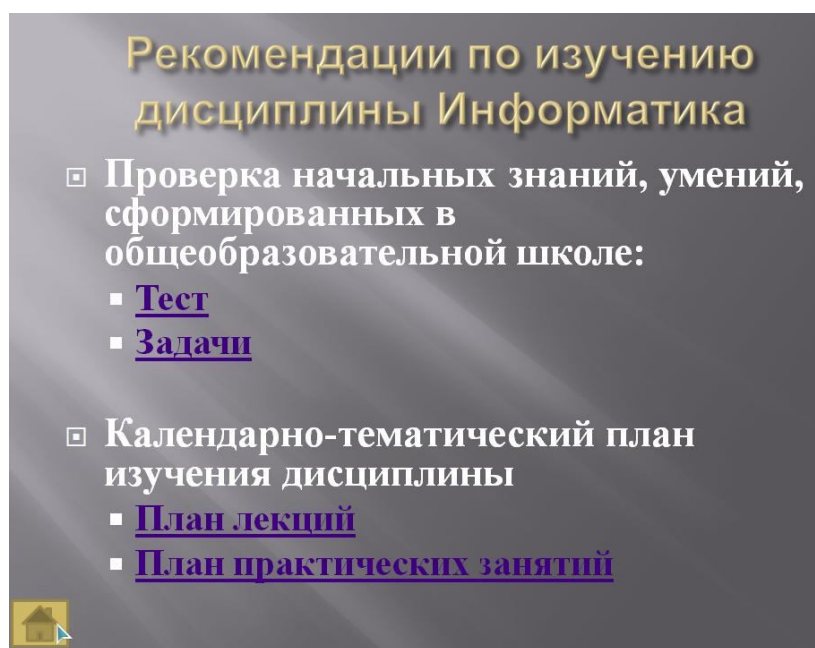 Рекомендации по изучению
дисциплины Информатика
Проверка начальных знаний, умений,
сформированных в
общеобразовательной школе:
Тест
Задачи
Календарно-тематический план
изучения дисциплины
План лекций
План практических занятий